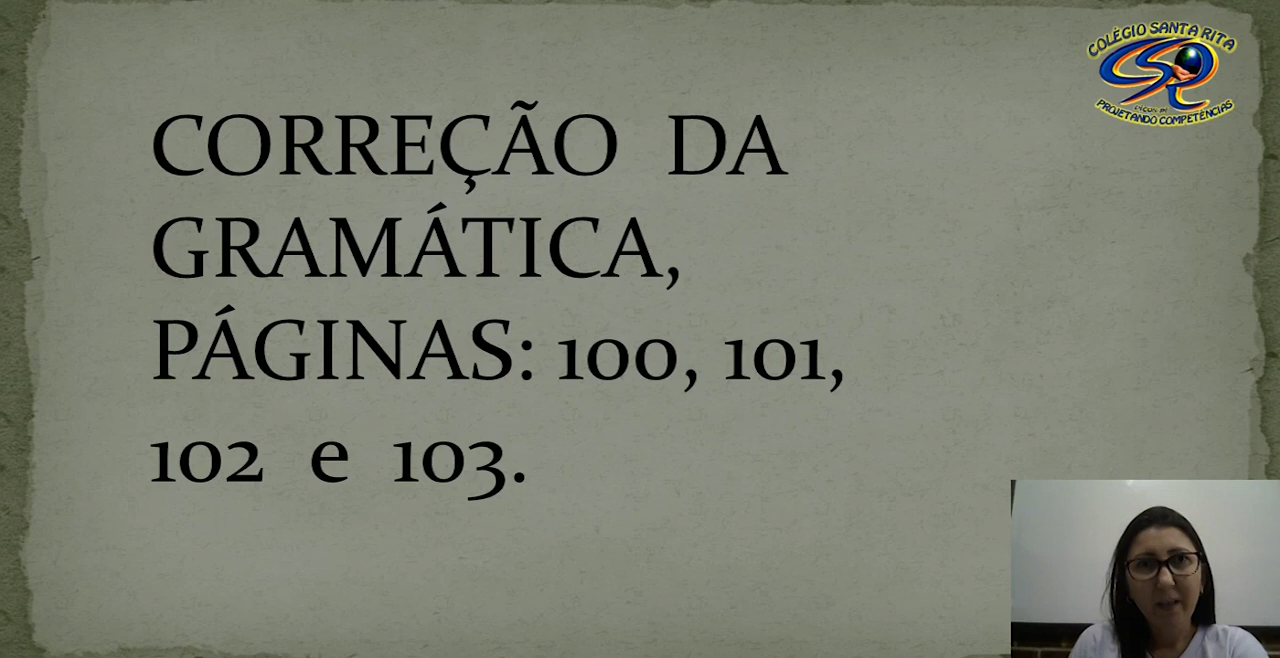 COLÉGIO SANTA RITA
PROJETANDO COMPETÊNCIAS
CORREÇÃO DA
GRAMÁTICA,
PÁGINAS: 100, 101,
102 e 103.